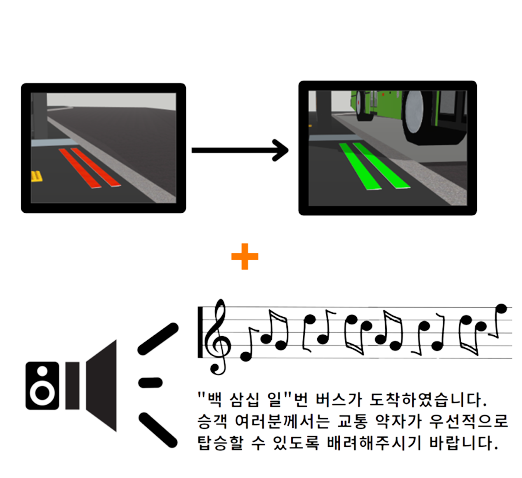 "백 삼십 일"번 버스가 도착하였습니다.
승객 여러분께서는 교통 약자가 우선적으로
탑승할 수 있도록 배려해주시기 바랍니다.